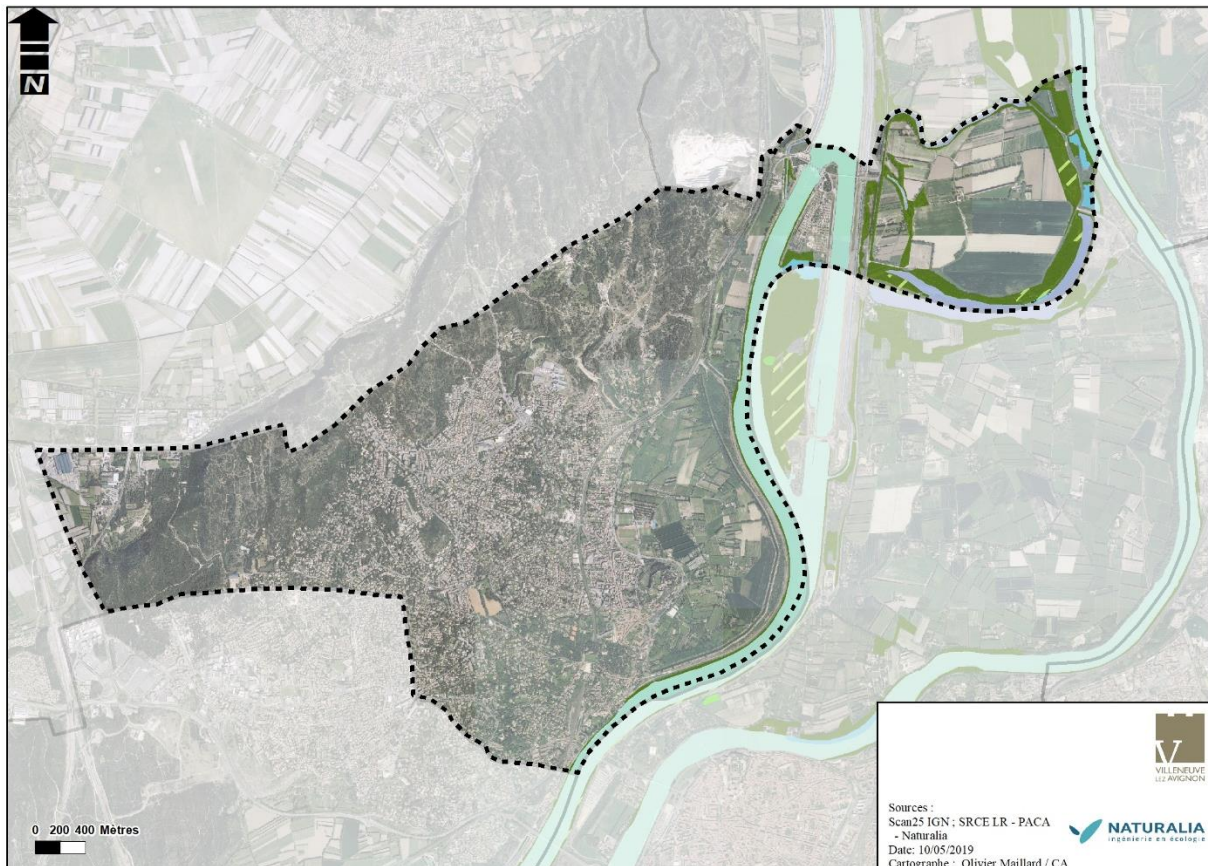 N
0 200 400 Mètres
V
VILLENEUVE
LEZ AVIGNON
Sources :
Scan25 IGN ; SRCE LR - PACA
- Naturalia
Date: 10/05/2019
Cartographe : Olivier Maillard / CA
NATURALIA
ingénierie en écologie